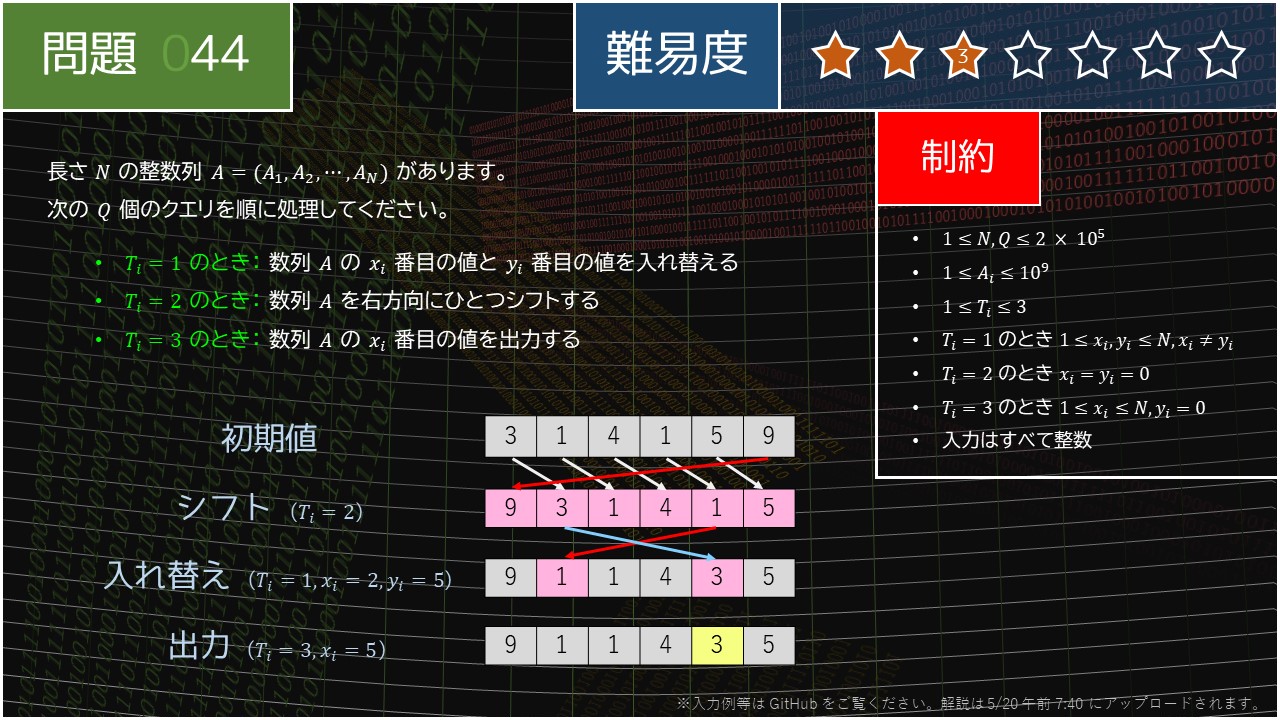 問題 044
難易度
3
制約
長さ N の整数列 A = (A₁, A₂, ⋯, A_N) があります。
次の Q 個のクエリを順に処理してください。
• T_i = 1 のとき: 数列 A の x_i 番目の値と y_i 番目の値を入れ替える
• T_i = 2 のとき: 数列 A を右方向にひとつシフトする
• T_i = 3 のとき: 数列 A の x_i 番目の値を出力する
• 1 ≤ N, Q ≤ 2 × 10⁵
• 1 ≤ A_i ≤ 10⁹
• 1 ≤ T_i ≤ 3
• T_i = 1 のとき 1 ≤ x_i, y_i ≤ N, x_i ≠ y_i
• T_i = 2 のとき x_i = y_i = 0
• T_i = 3 のとき 1 ≤ x_i ≤ N, y_i = 0
• 入力はすべて整数
初期値 3 1 4 1 5 9
シフト (T_i = 2) 9 3 1 4 1 5
入れ替え (T_i = 1, x_i = 2, y_i = 5) 9 1 1 4 3 5
出力 (T_i = 3, x_i = 5) 9 1 1 4 3 5
※入力例等は GitHub をご覧ください。解説は 5/20 午前 7:40 にアップロードされます。